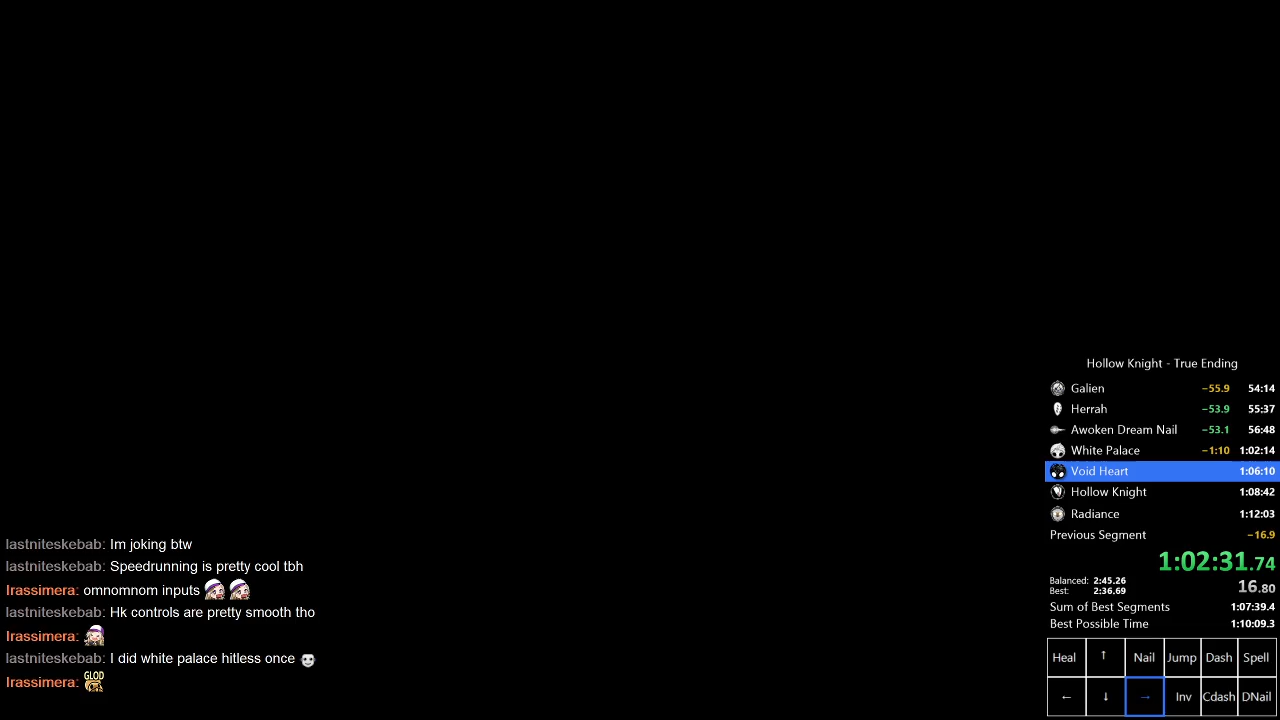 Hollow Knight - True Ending
Galien −55.9 54:14
Herrah −53.9 55:37
Awoken Dream Nail −53.1 56:48
White Palace −1:10 1:02:14
Void Heart 1:06:10
Hollow Knight 1:08:42
Radiance 1:12:03
Previous Segment −16.9
1:02:31.74
Balanced: 2:45.26
Best: 2:36.69
16.80
Sum of Best Segments 1:07:39.4
Best Possible Time 1:10:09.3
Heal ↑ Nail Jump Dash Spell
← ↓ → Inv Cdash DNail
lastniteskebab: Im joking btw
lastniteskebab: Speedrunning is pretty cool tbh
Irassimera: omnomnom inputs
lastniteskebab: Hk controls are pretty smooth tho
Irassimera:
lastniteskebab: I did white palace hitless once
Irassimera: GLOD